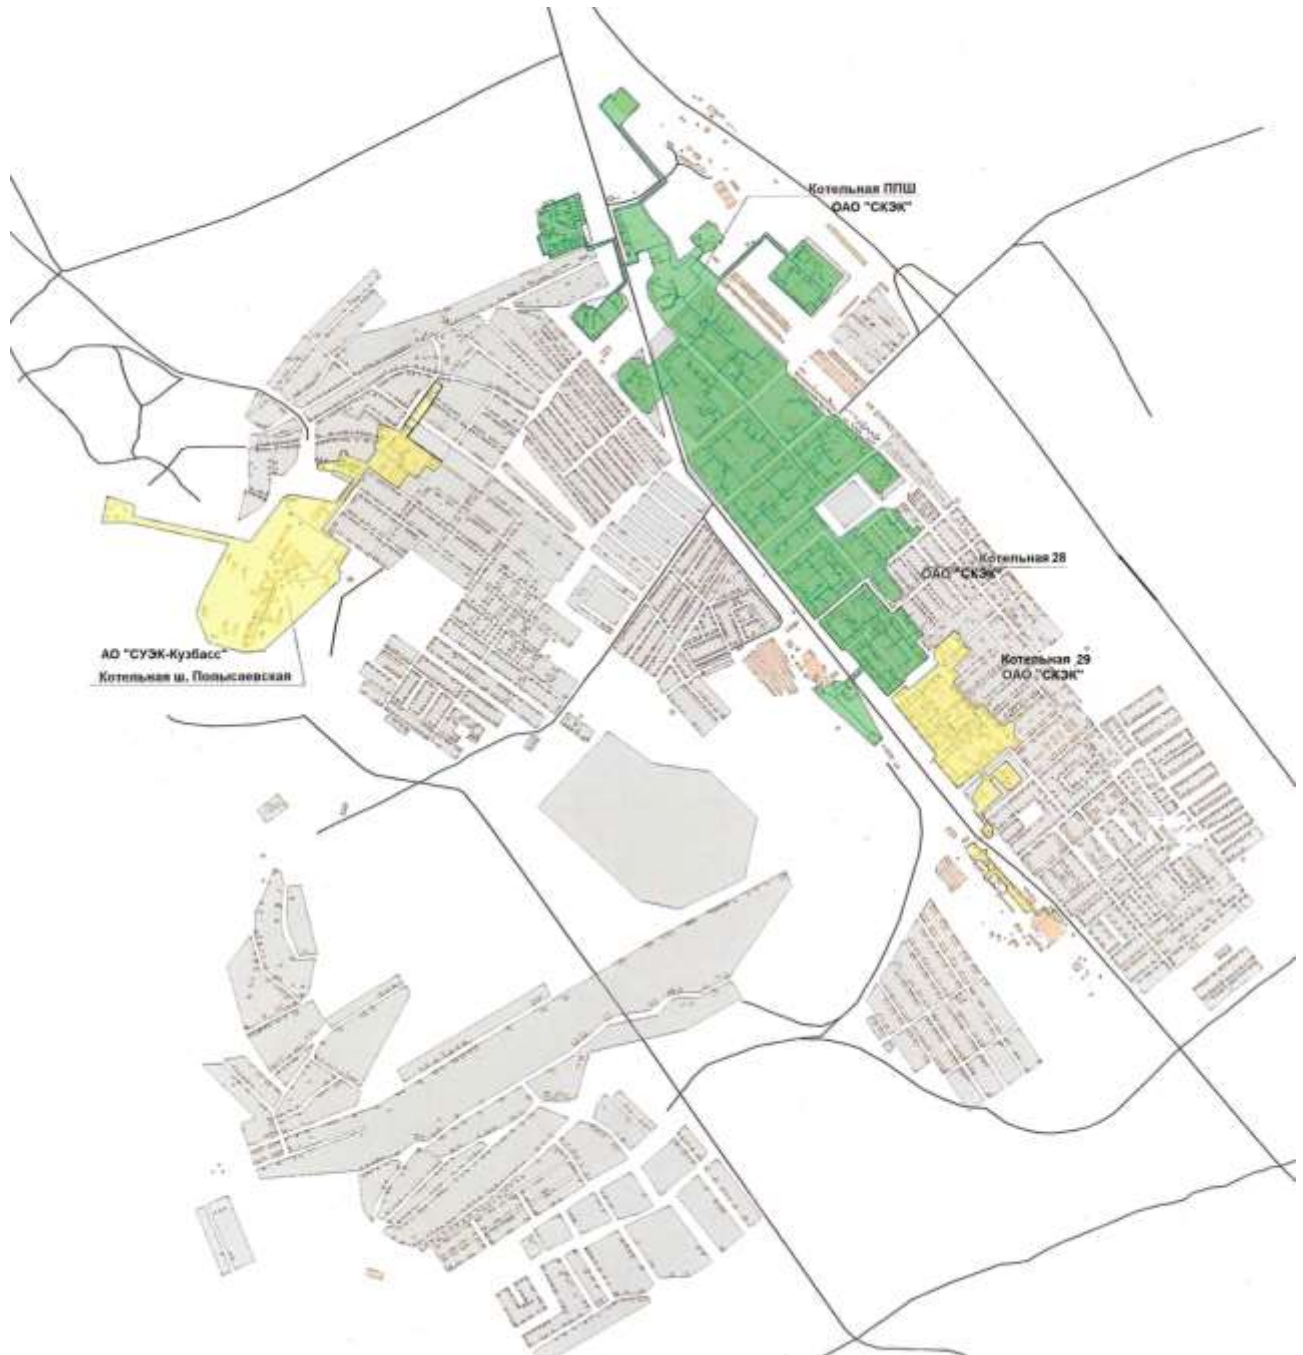 Котельная ППШ
ОАО "СКЭК"
Котельная 28
ОАО "СКЭК"
Котельная 29
ОАО "СКЭК"
АО "СУЭК-Кузбасс"
Котельная ш. Полысаевская